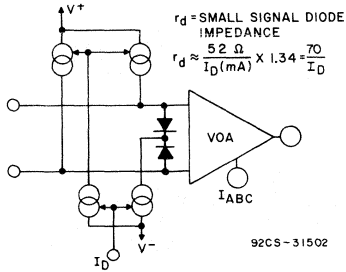 V+
rd = SMALL SIGNAL DIODE
IMPEDANCE
rd ≈ 52 Ω / ID(mA) X 1.34 = 70 / ID
VOA
IABC
V-
ID
92CS-31502